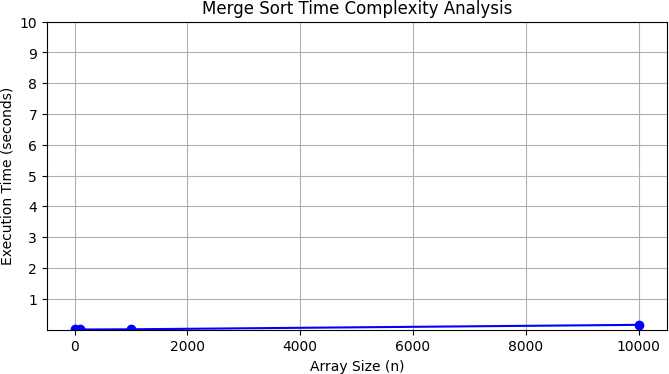 Merge Sort Time Complexity Analysis
10
9
8
7
6
5
4
3
2
1
Execution Time (seconds)
0 2000 4000 6000 8000 10000
Array Size (n)